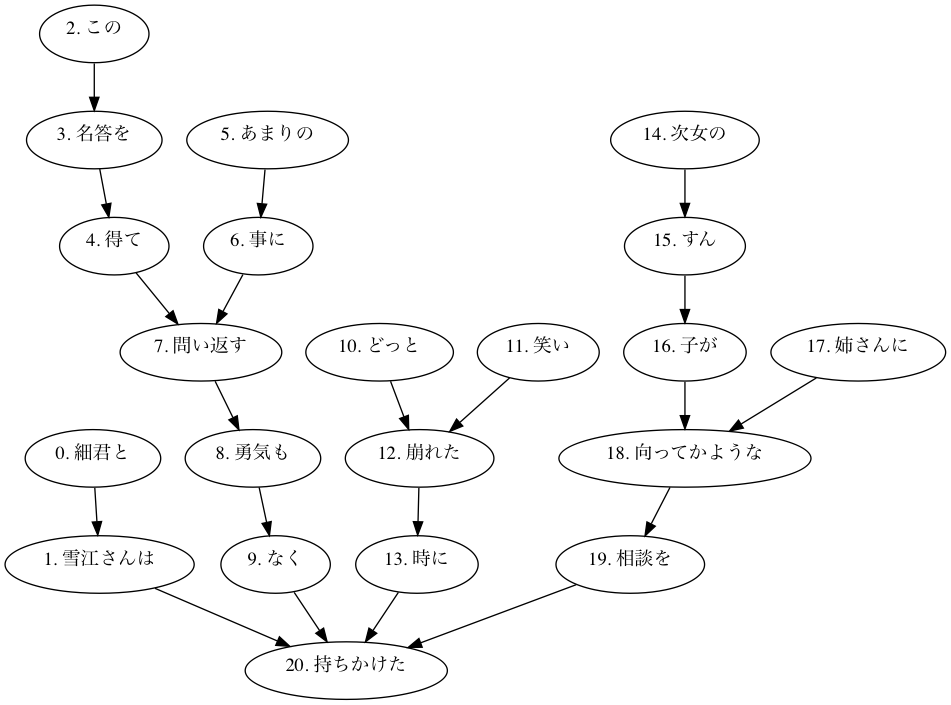 2. この
3. 名答を
5. あまりの
14. 次女の
4. 得て
6. 事に
15. すん
7. 問い返す
10. どっと
11. 笑い
16. 子が
17. 姉さんに
0. 細君と
8. 勇気も
12. 崩れた
18. 向ってかような
1. 雪江さんは
9. なく
13. 時に
19. 相談を
20. 持ちかけた